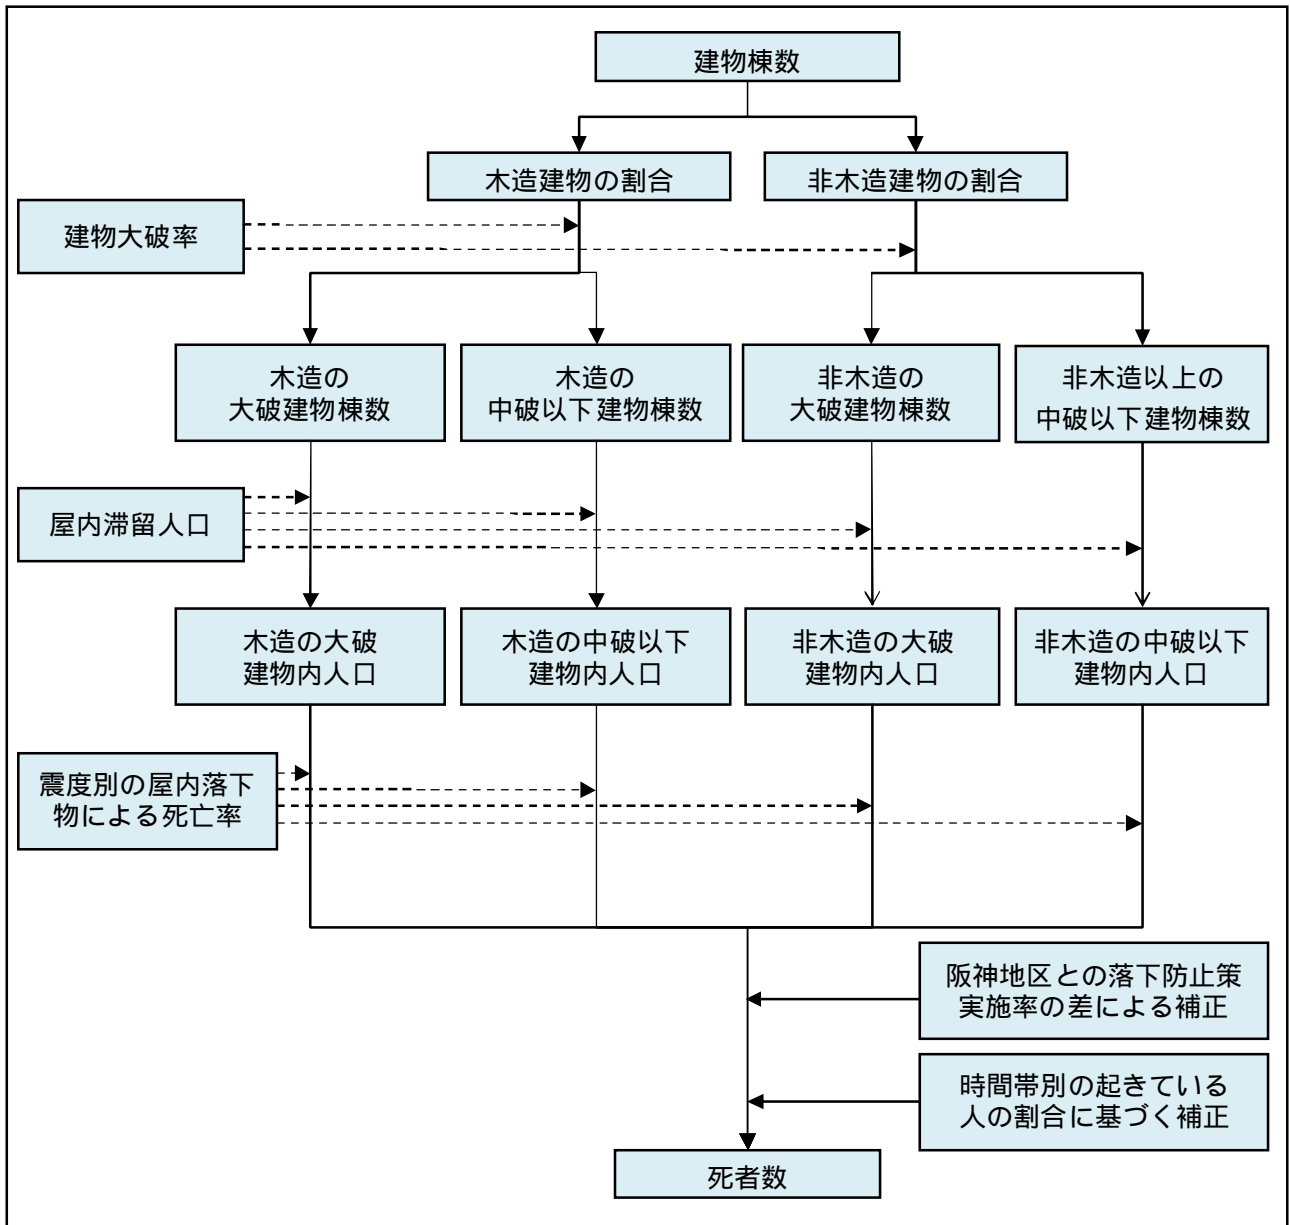 建物棟数
木造建物の割合
非木造建物の割合
建物大破率
木造の
大破建物棟数
木造の
中破以下建物棟数
非木造の
大破建物棟数
非木造以上の
中破以下建物棟数
屋内滞留人口
木造の大破
建物内人口
木造の中破以下
建物内人口
非木造の大破
建物内人口
非木造の中破以下
建物内人口
震度別の屋内落下
物による死亡率
阪神地区との落下防止策
実施率の差による補正
時間帯別の起きている
人の割合に基づく補正
死者数